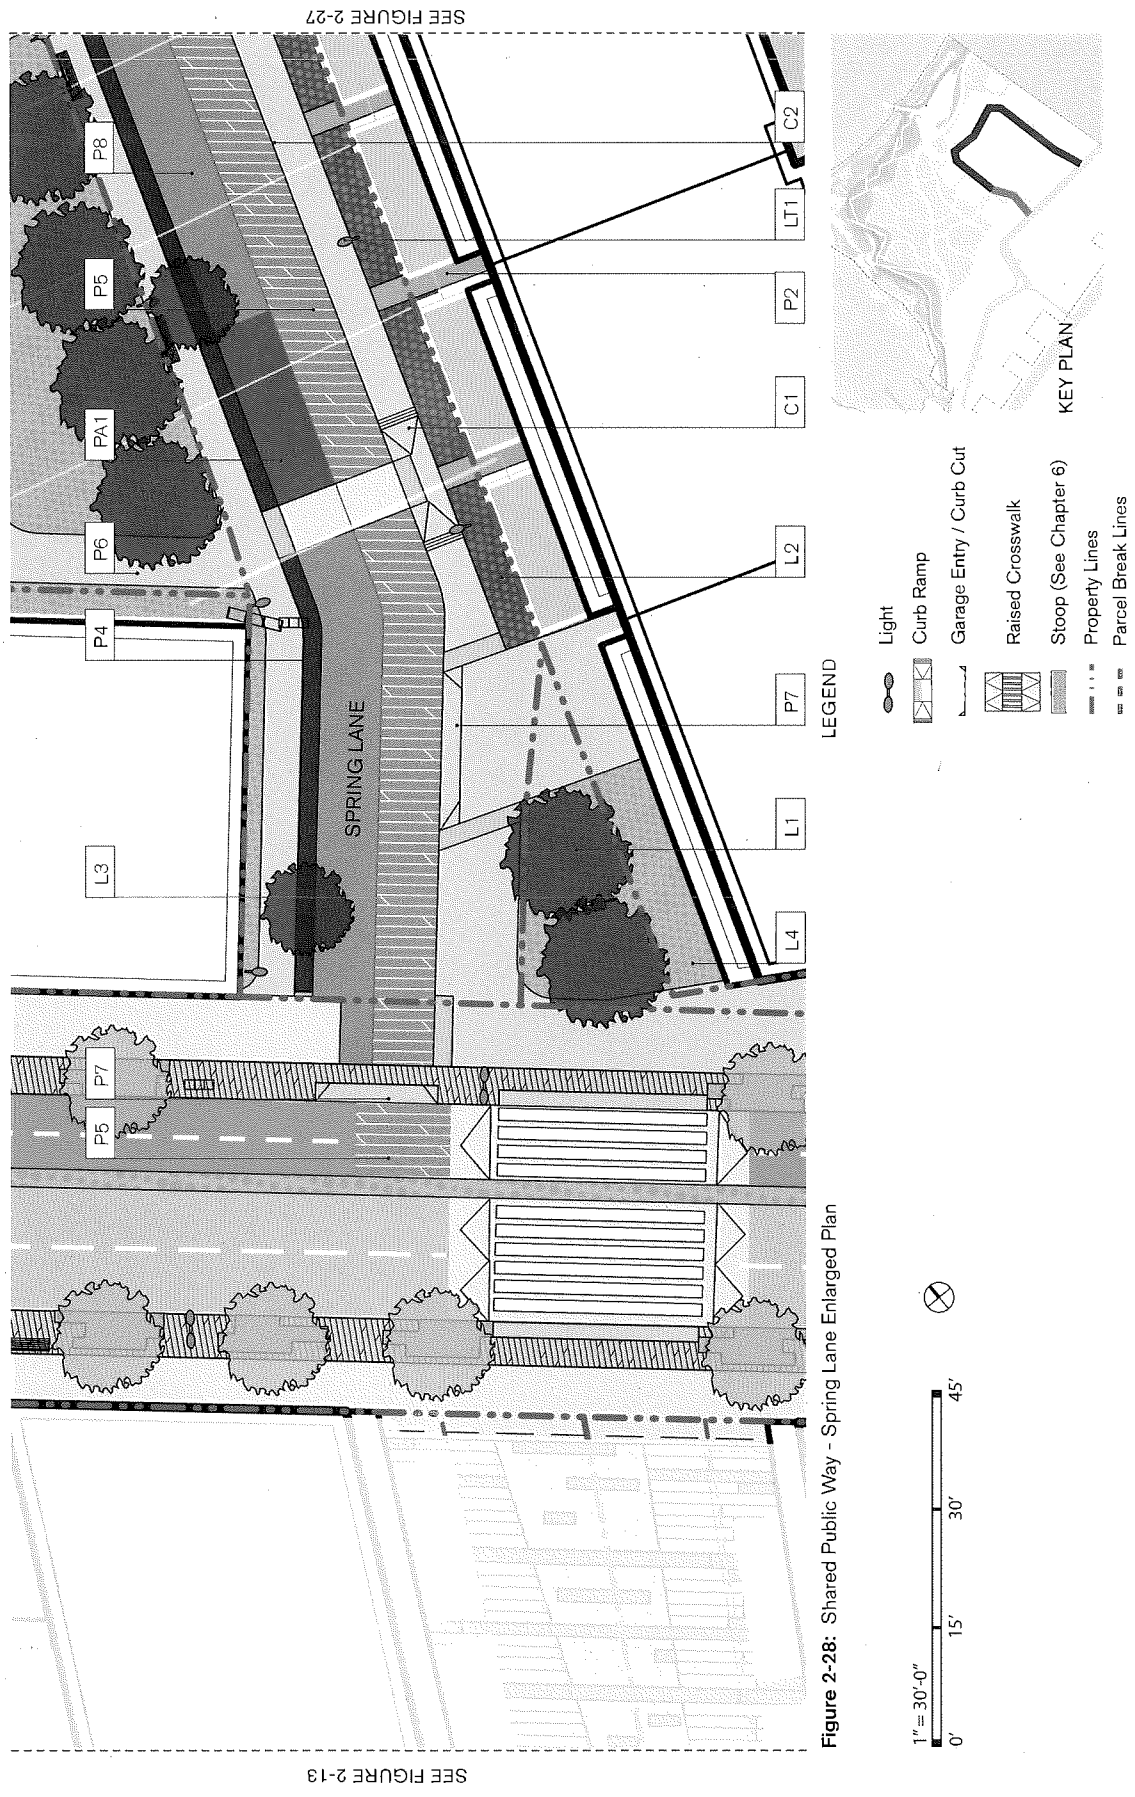 SEE FIGURE 2-13
SEE FIGURE 2-27
P5
P7
L3
P4
P6
PA1
P5
P8
SPRING LANE
L4
L1
P7
L2
C1
P2
LT1
C2
Figure 2-28: Shared Public Way - Spring Lane Enlarged Plan
1" = 30'-0"
0'
15'
30'
45'
LEGEND
Light
Curb Ramp
Garage Entry / Curb Cut
Raised Crosswalk
Stoop (See Chapter 6)
Property Lines
Parcel Break Lines
KEY PLAN